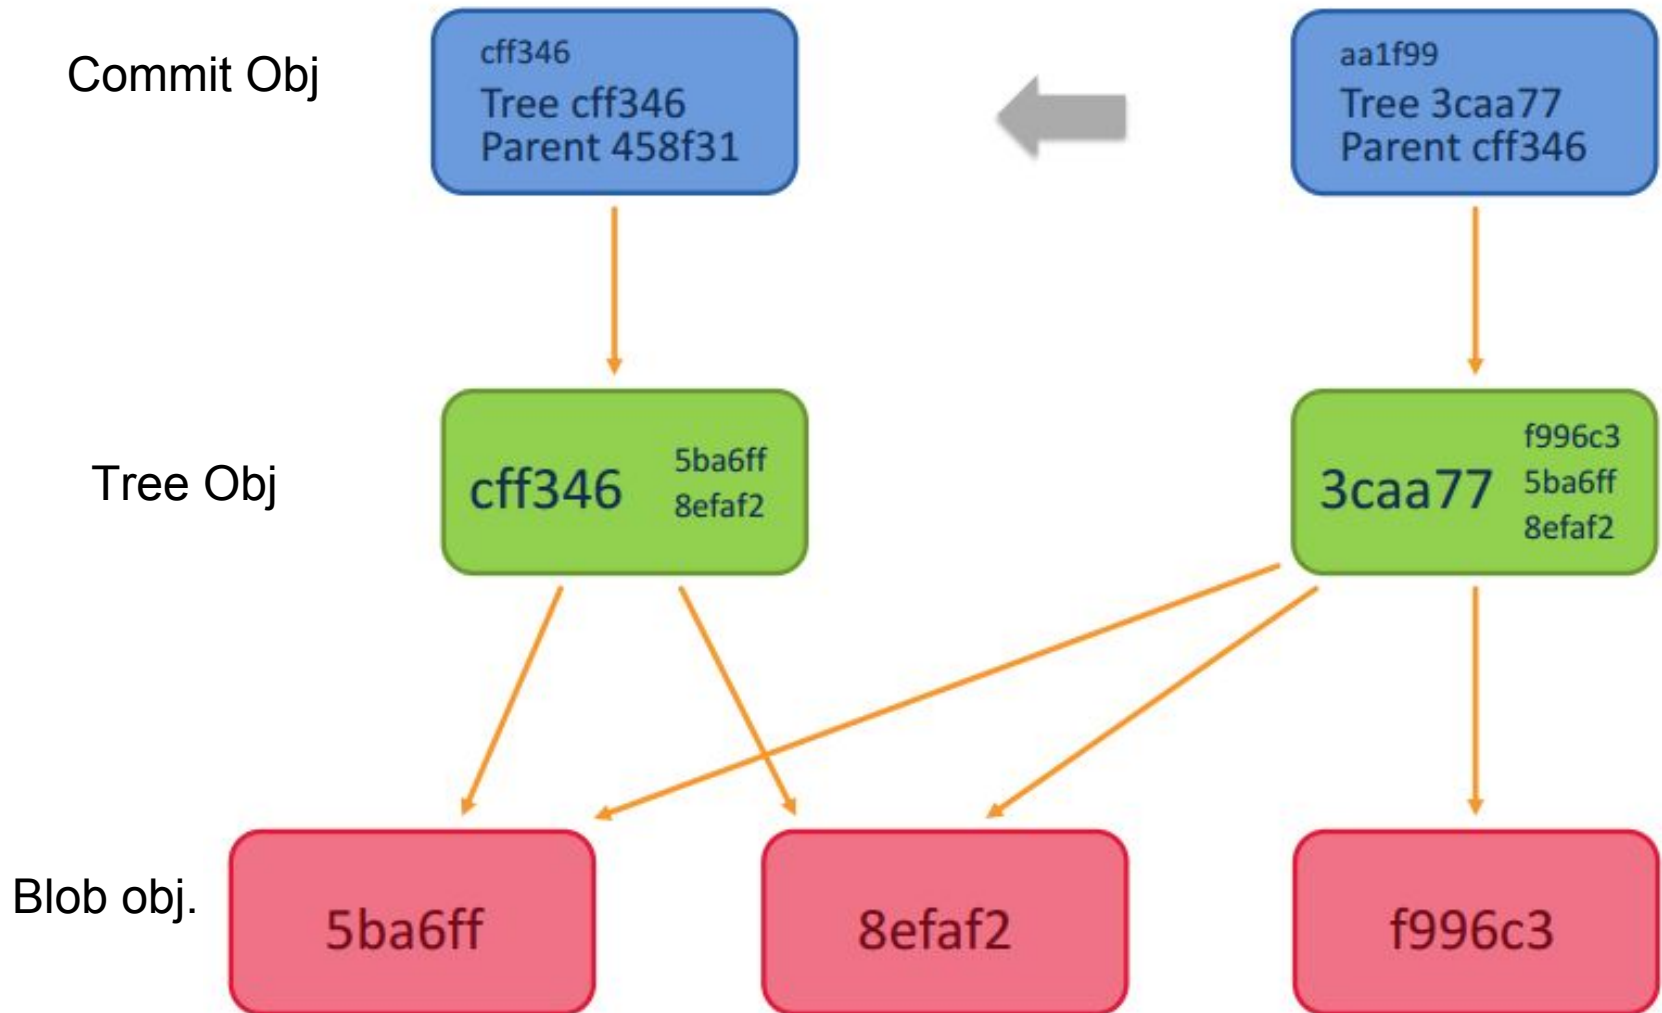 Commit Obj
cff346
Tree cff346
Parent 458f31
aa1f99
Tree 3caa77
Parent cff346
Tree Obj
cff346
5ba6ff
8efaf2
3caa77
f996c3
5ba6ff
8efaf2
Blob obj.
5ba6ff
8efaf2
f996c3